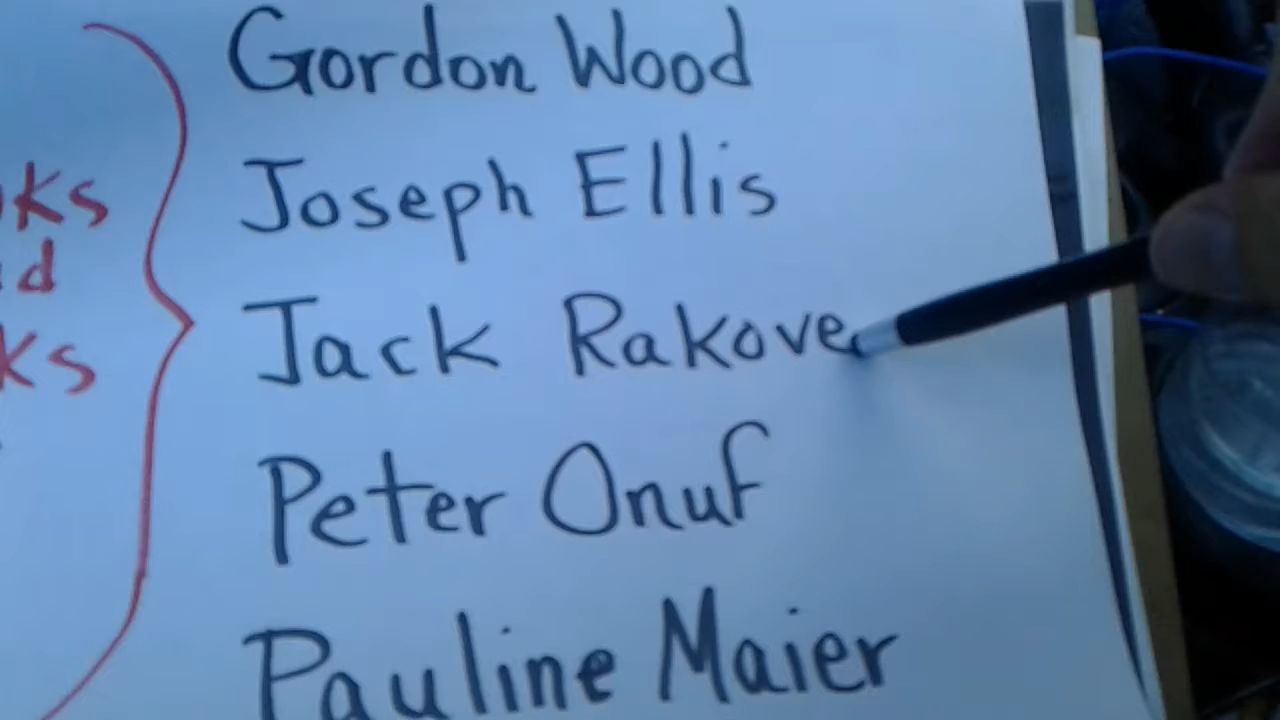 Gordon Wood
Joseph Ellis
Jack Rakove
Peter Onuf
Pauline Maier